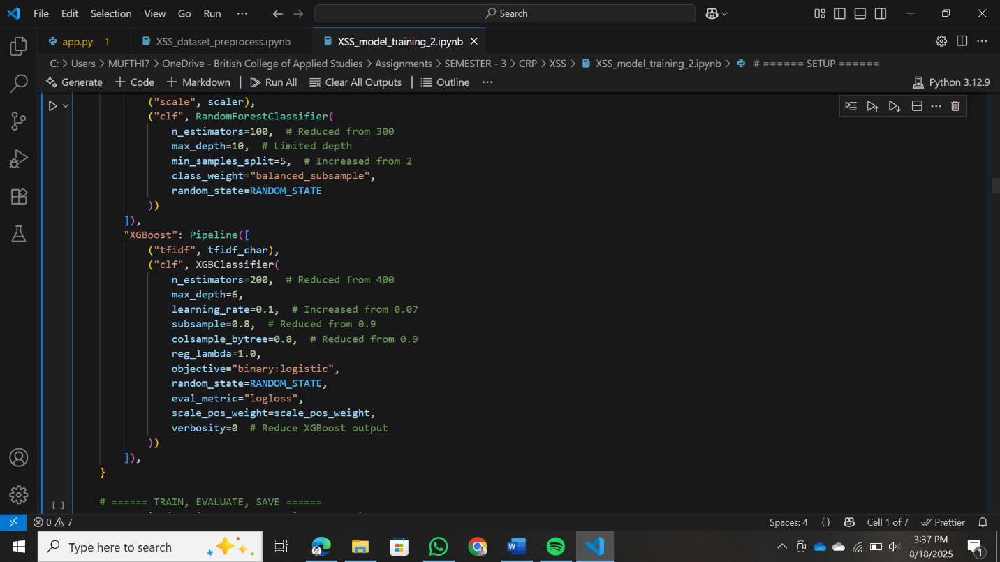 File Edit Selection View Go Run ··· Search
app.py 1 XSS_dataset_preprocess.ipynb XSS_model_training_2.ipynb
C: > Users > MUFTHI7 > OneDrive - British College of Applied Studies > Assignments > SEMESTER - 3 > CRP > XSS > XSS_model_training_2.ipynb > # ====== SETUP ======
Generate + Code + Markdown | Run All Clear All Outputs | Outline ··· Python 3.12.9
("scale", scaler),
("clf", RandomForestClassifier(
n_estimators=100,  # Reduced from 300
max_depth=10,  # Limited depth
min_samples_split=5,  # Increased from 2
class_weight="balanced_subsample",
random_state=RANDOM_STATE
))
]),
"XGBoost": Pipeline([
("tfidf", tfidf_char),
("clf", XGBClassifier(
n_estimators=200,  # Reduced from 400
max_depth=6,
learning_rate=0.1,  # Increased from 0.07
subsample=0.8,  # Reduced from 0.9
colsample_bytree=0.8,  # Reduced from 0.9
reg_lambda=1.0,
objective="binary:logistic",
random_state=RANDOM_STATE,
eval_metric="logloss",
scale_pos_weight=scale_pos_weight,
verbosity=0  # Reduce XGBoost output
))
]),
}
[ ] # ====== TRAIN, EVALUATE, SAVE ======
0 7 Spaces: 4 {} Cell 1 of 7 Prettier
Type here to search
3:37 PM
8/18/2025
1